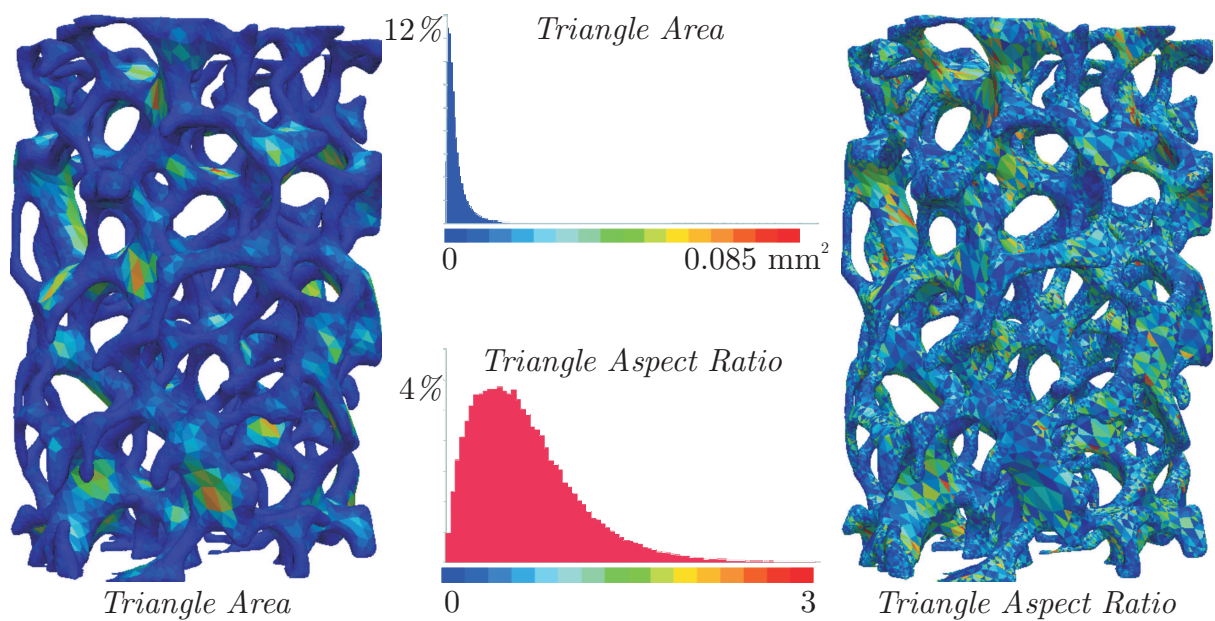 12%
Triangle Area
0
0.085 mm²
Triangle Aspect Ratio
4%
0
3
Triangle Area
Triangle Aspect Ratio